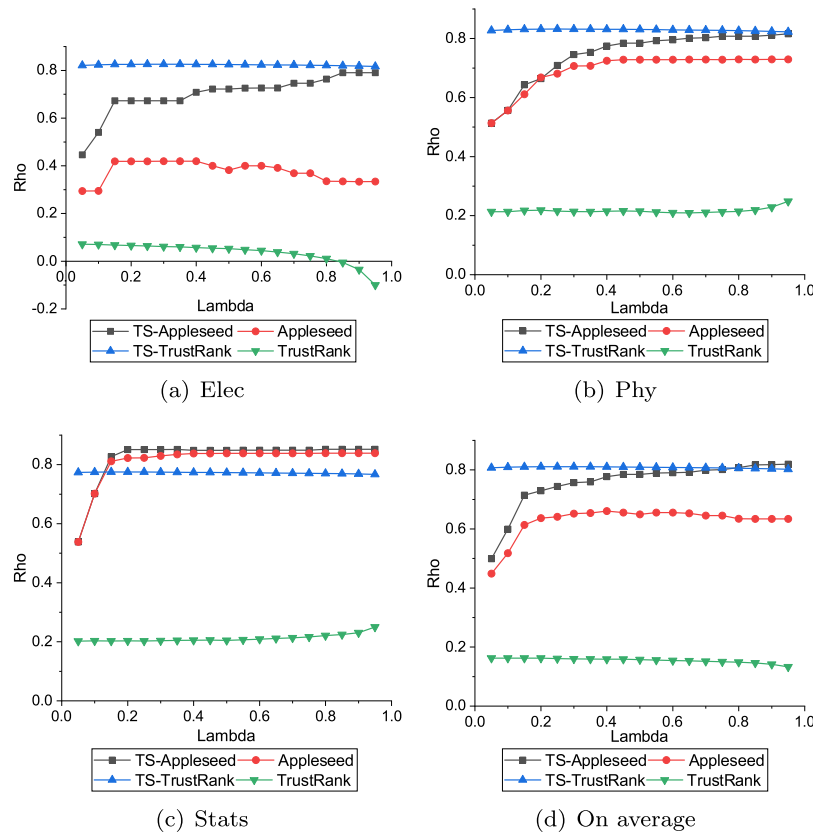 0.8
0.6
0.4
0.2
0.0
-0.2
Rho
0.0 0.2 0.4 0.6 0.8 1.0
Lambda
TS-Appleseed Appleseed
TS-TrustRank TrustRank
(a) Elec
0.8
0.6
0.4
0.2
0.0
Rho
0.0 0.2 0.4 0.6 0.8 1.0
Lambda
TS-Appleseed Appleseed
TS-TrustRank TrustRank
(b) Phy
0.8
0.6
0.4
0.2
0.0
Rho
0.0 0.2 0.4 0.6 0.8 1.0
Lambda
TS-Appleseed Appleseed
TS-TrustRank TrustRank
(c) Stats
0.8
0.6
0.4
0.2
0.0
Rho
0.0 0.2 0.4 0.6 0.8 1.0
Lambda
TS-Appleseed Appleseed
TS-TrustRank TrustRank
(d) On average